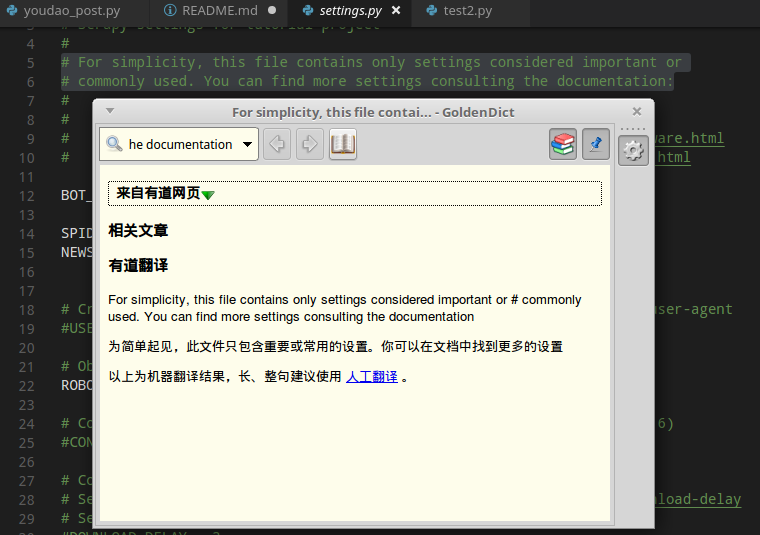 youdao_post.py README.md settings.py test2.py
3 # Scrapy settings for tutorial project
4 #
5 # For simplicity, this file contains only settings considered important or
6 # commonly used. You can find more settings consulting the documentation:
7 #
8 #
9 # ware.html
10 # .html
11
12 BOT_
13
14 SPID
15 NEWS
16
17
18 # Cr user-agent
19 #USE
20
21 # Ob
22 ROBO
23
24 # Co 6)
25 #CON
26
27 # Co
28 # Se load-delay
29 # Se
For simplicity, this file contai... - GoldenDict
he documentation
来自有道网页
相关文章
有道翻译
For simplicity, this file contains only settings considered important or # commonly
used. You can find more settings consulting the documentation
为简单起见，此文件只包含重要或常用的设置。你可以在文档中找到更多的设置
以上为机器翻译结果，长、整句建议使用 人工翻译 。